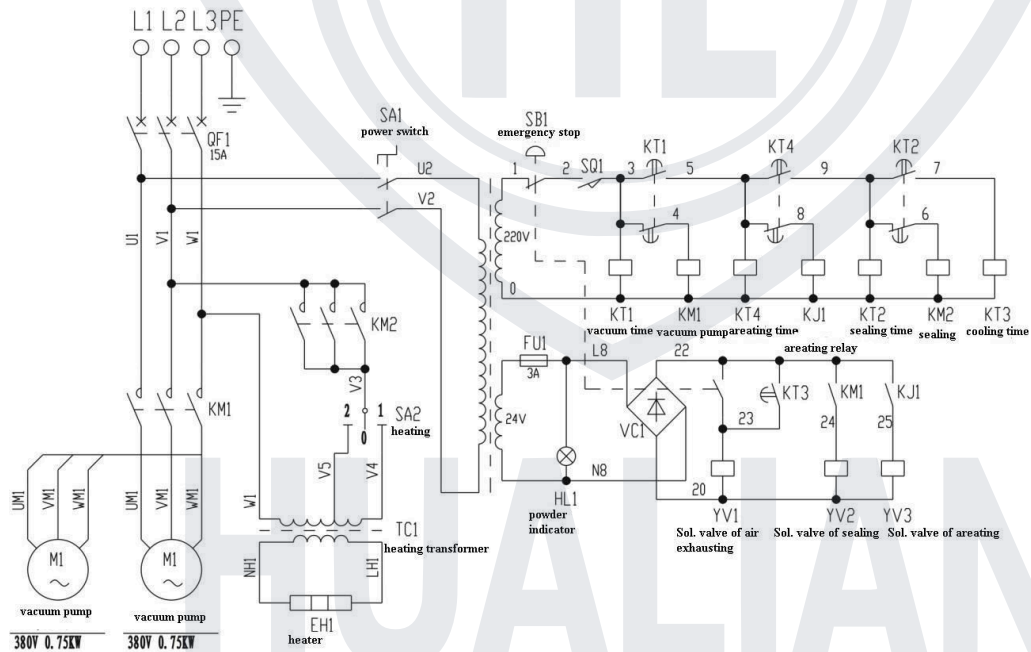 L1 L2 L3 PE
QF1
15A
SA1
power switch
U2
V2
SB1
emergency stop
1
2
SQ1
3
KT1
5
KT4
9
KT2
7
4
8
6
220V
0
U1
V1
W1
KT1
KM1
KT4
KJ1
KT2
KM2
KT3
vacuum time
vacuum pump
areating time
areating relay
sealing time
sealing
cooling time
KM2
V3
KM1
2
0
1
SA2
heating
V5
V4
W1
FU1
3A
24V
L8
N8
HL1
powder
indicator
VC1
22
20
23
KT3
KM1
24
KJ1
25
YV1
Sol. valve of air
exhausting
YV2
Sol. valve of sealing
YV3
Sol. valve of areating
TC1
heating transformer
NH1
LH1
EH1
heater
UM1
VM1
WM1
UM1
VM1
WM1
M1
M1
vacuum pump
vacuum pump
380V 0.75KW
380V 0.75KW
HUALIAN